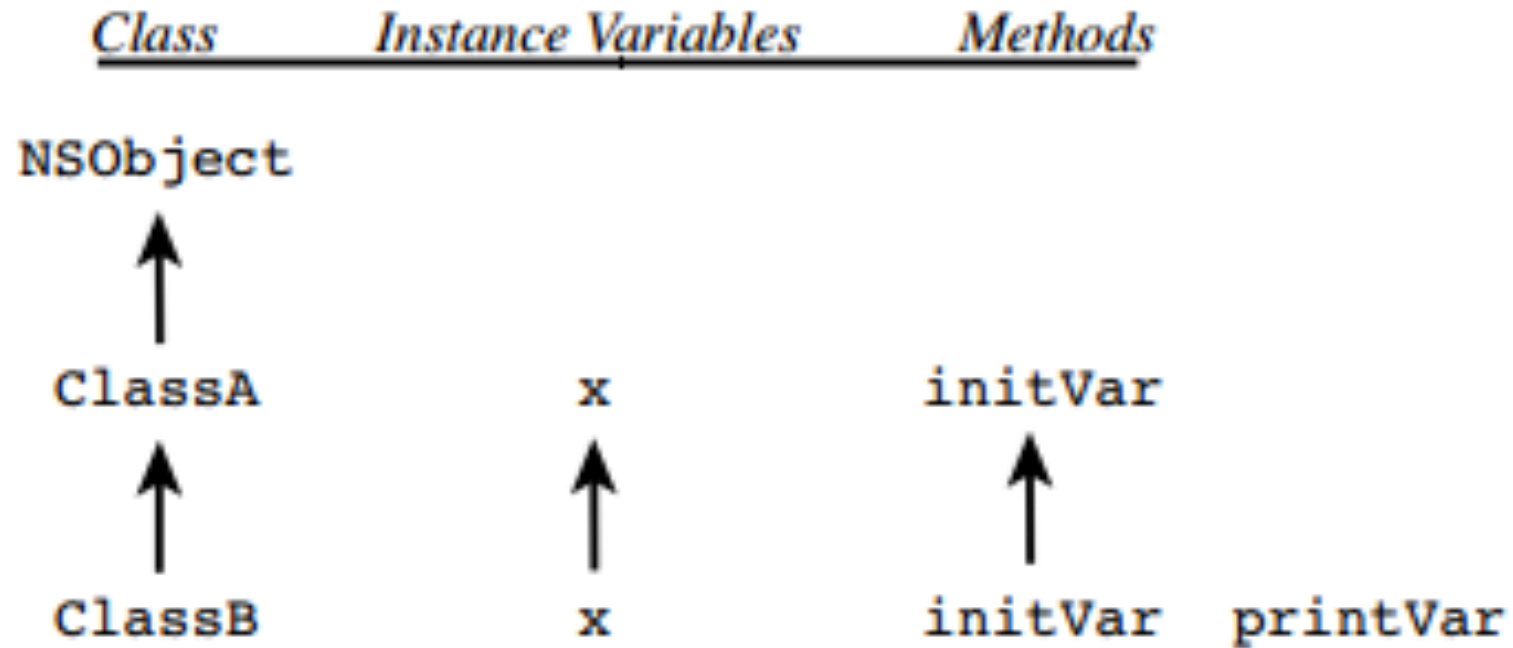 Class Instance Variables Methods
NSObject
ClassA x initVar
ClassB x initVar printVar